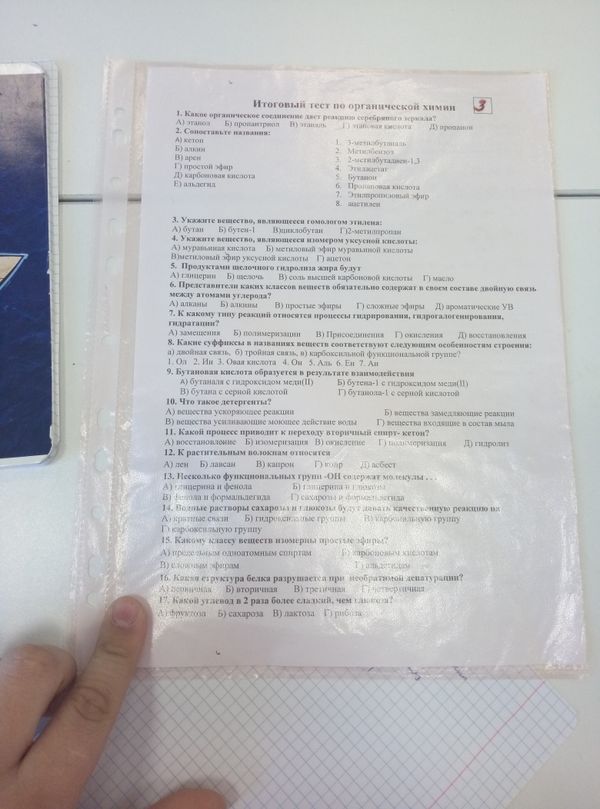 Итоговый тест по органической химии 3
1. Какое органическое соединение дает реакцию серебряного зеркала?
А) этанол Б) пропантриол В) этаналь Г) этановая кислота Д) пропанон
2. Сопоставьте названия:
А) кетон
Б) алкин
В) арен
Г) простой эфир
Д) карбоновая кислота
Е) альдегид
1. 3-метилбутаналь
2. Метилбензол
3. 2-метилбутадиен-1,3
4. Этилацетат
5. Бутанон
6. Пропановая кислота
7. Этилпропиловый эфир
8. ацетилен
3. Укажите вещество, являющееся гомологом этилена:
А) бутан Б) бутен-1 В)циклобутан Г)2-метилпропан
4. Укажите вещество, являющееся изомером уксусной кислоты:
А) муравьиная кислота Б) метиловый эфир муравьиной кислоты
В)метиловый эфир уксусной кислоты Г) ацетон
5. Продуктами щелочного гидролиза жира будут
А) глицерин Б) щелочь В) соль высшей карбоновой кислоты Г) масло
6. Представители каких классов веществ обязательно содержат в своем составе двойную связь
между атомами углерода?
А) алканы Б) алкины В) простые эфиры Г) сложные эфиры Д) ароматические УВ
7. К какому типу реакций относятся процессы гидрирования, гидрогалогенирования,
гидратации?
А) замещения Б) полимеризации В) Присоединения Г) окисления Д) восстановления
8. Какие суффиксы в названиях веществ соответствуют следующим особенностям строения:
а) двойная связь, б) тройная связь, в) карбоксильной функциональной группе?
1. Ол 2. Ин 3. Овая кислота 4. Он 5. Аль 6. Ен 7. Ан
9. Бутановая кислота образуется в результате взаимодействия
А) бутаналя с гидроксидом меди(II) Б) бутена-1 с гидроксидом меди(II)
В) бутана с серной кислотой Г) бутанола-1 с серной кислотой
10. Что такое детергенты?
А) вещества ускоряющее реакции Б) вещества замедляющие реакции
В) вещества усиливающие моющее действие воды Г) вещества входящие в состав мыла
11. Какой процесс приводит к переходу вторичный спирт- кетон?
А) восстановление Б) изомеризация В) окисление Г) полимеризация Д) гидролиз
12. К растительным волокнам относятся
А) лен Б) лавсан В) капрон Г) коир Д) асбест
13. Несколько функциональных групп -ОН содержат молекулы . . .
А) глицерина и фенола Б) глицерина и глюкозы
В) фенола и формальдегида Г) сахарозы и формальдегида
14. Водные растворы сахарозы и глюкозы будут давать качественную реакцию на
А) кратные связи Б) гидроксильные группы В) карбонильную группу
Г) карбоксильную группу
15. Какому классу веществ изомерны простые эфиры?
А) предельным одноатомным спиртам Б) карбоновым кислотам
В) сложным эфирам Г) альдегидам
16. Какая структура белка разрушается при необратимой денатурации?
А) первичная Б) вторичная В) третичная Г) четвертичная
17. Какой углевод в 2 раза более сладкий, чем глюкоза?
А) фруктоза Б) сахароза В) лактоза Г) рибоза